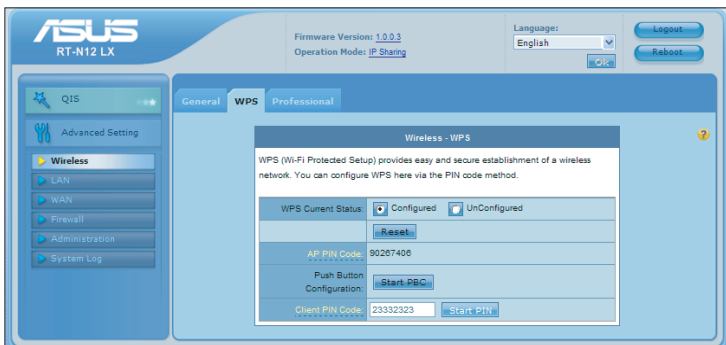 ASUS
RT-N12 LX
Firmware Version: 1.0.0.3
Operation Mode: IP Sharing
Language:
English
Ok
Logout
Reboot
QIS
Advanced Setting
Wireless
LAN
WAN
Firewall
Administration
System Log
General WPS Professional
Wireless - WPS
WPS (Wi-Fi Protected Setup) provides easy and secure establishment of a wireless
network. You can configure WPS here via the PIN code method.
WPS Current Status: Configured UnConfigured
Reset
AP PIN Code: 90267406
Push Button
Configuration: Start PBC
Client PIN Code: 23332323 Start PIN
?